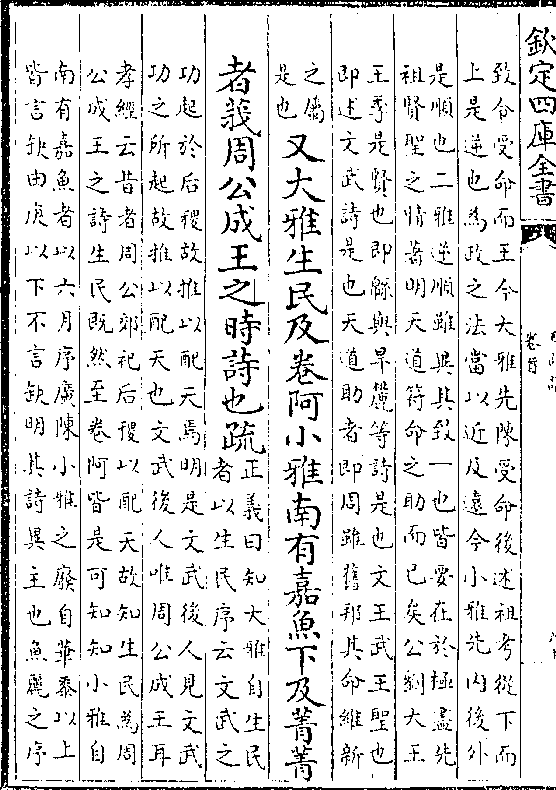 欽定四庫全書
卷首
致令受命而王今大雅先陳受命後述祖考從下而
上是逆也為政之法當以近及遠今小雅先內後外
是順也二雅逆順雖異其致一也皆要在於極盡先
祖賢聖之情著明天道符命之助而已矣公劉大王
王季是賢也即緜與旱麓等詩是也文王武王聖也
即述文武詩是也天道助者即周雖舊邦其命維新
之屬
是也
又大雅生民及卷阿小雅南有嘉魚下及菁菁
者莪周公成王之時詩也疏
正義曰知大雅自生民
者以生民序云文武之
功起於后稷故推以配天焉明是文武後人見文武
功之所起故推以配天也文武後人唯周公成王耳
孝經云昔者周公郊祀后稷以配天故知生民為周
公成王之詩生民既然至卷阿皆是可知知小雅自
南有嘉魚者以六月序廣陳小雅之廢自華黍以上
皆言缺由庚以下不言缺明其詩異主也魚麗之序